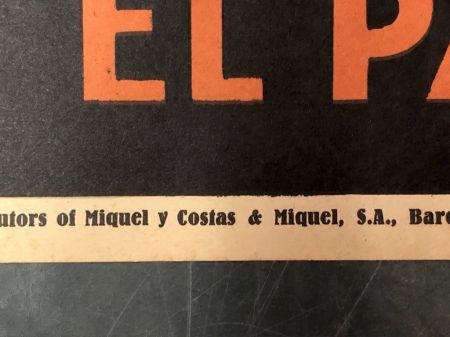 EL PA
utors of Miquel y Costas & Miquel, S.A., Barc